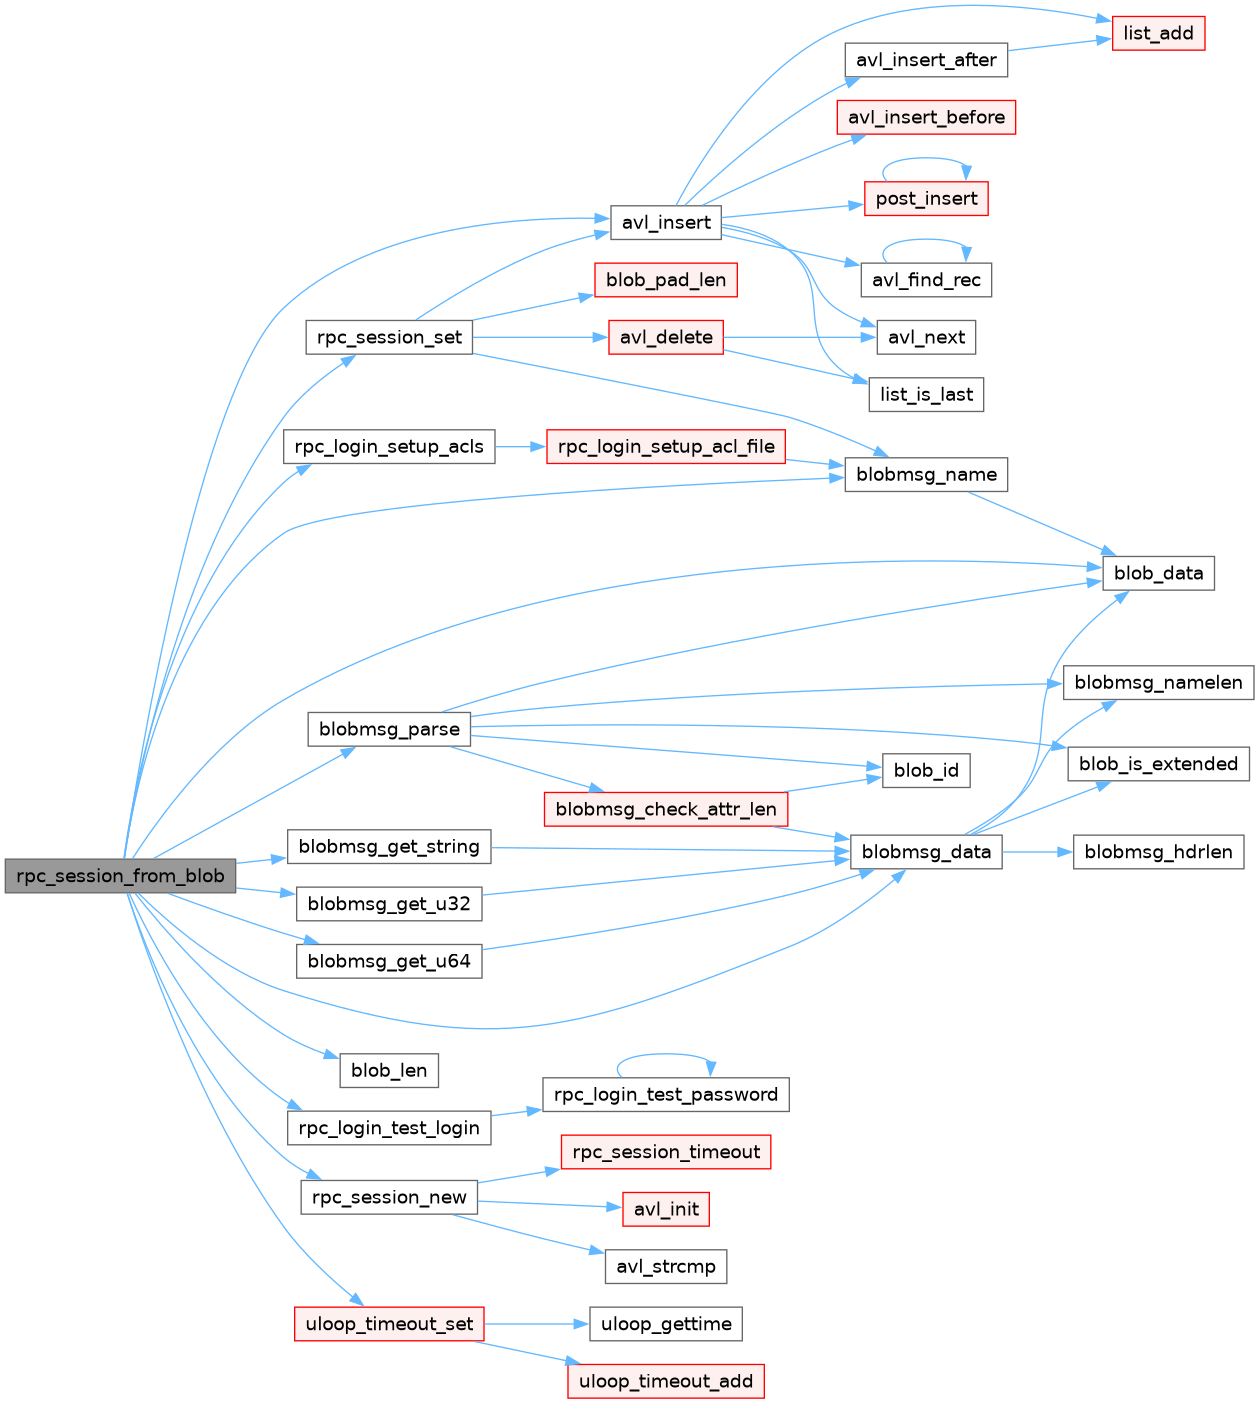 list_add
avl_insert_after
avl_insert_before
post_insert
avl_insert
avl_find_rec
blob_pad_len
rpc_session_set
avl_delete
avl_next
list_is_last
rpc_login_setup_acls
rpc_login_setup_acl_file
blobmsg_name
blob_data
blobmsg_namelen
blobmsg_parse
blob_is_extended
blob_id
blobmsg_check_attr_len
blobmsg_get_string
blobmsg_data
blobmsg_hdrlen
rpc_session_from_blob
blobmsg_get_u32
blobmsg_get_u64
blob_len
rpc_login_test_password
rpc_login_test_login
rpc_session_timeout
rpc_session_new
avl_init
avl_strcmp
uloop_timeout_set
uloop_gettime
uloop_timeout_add